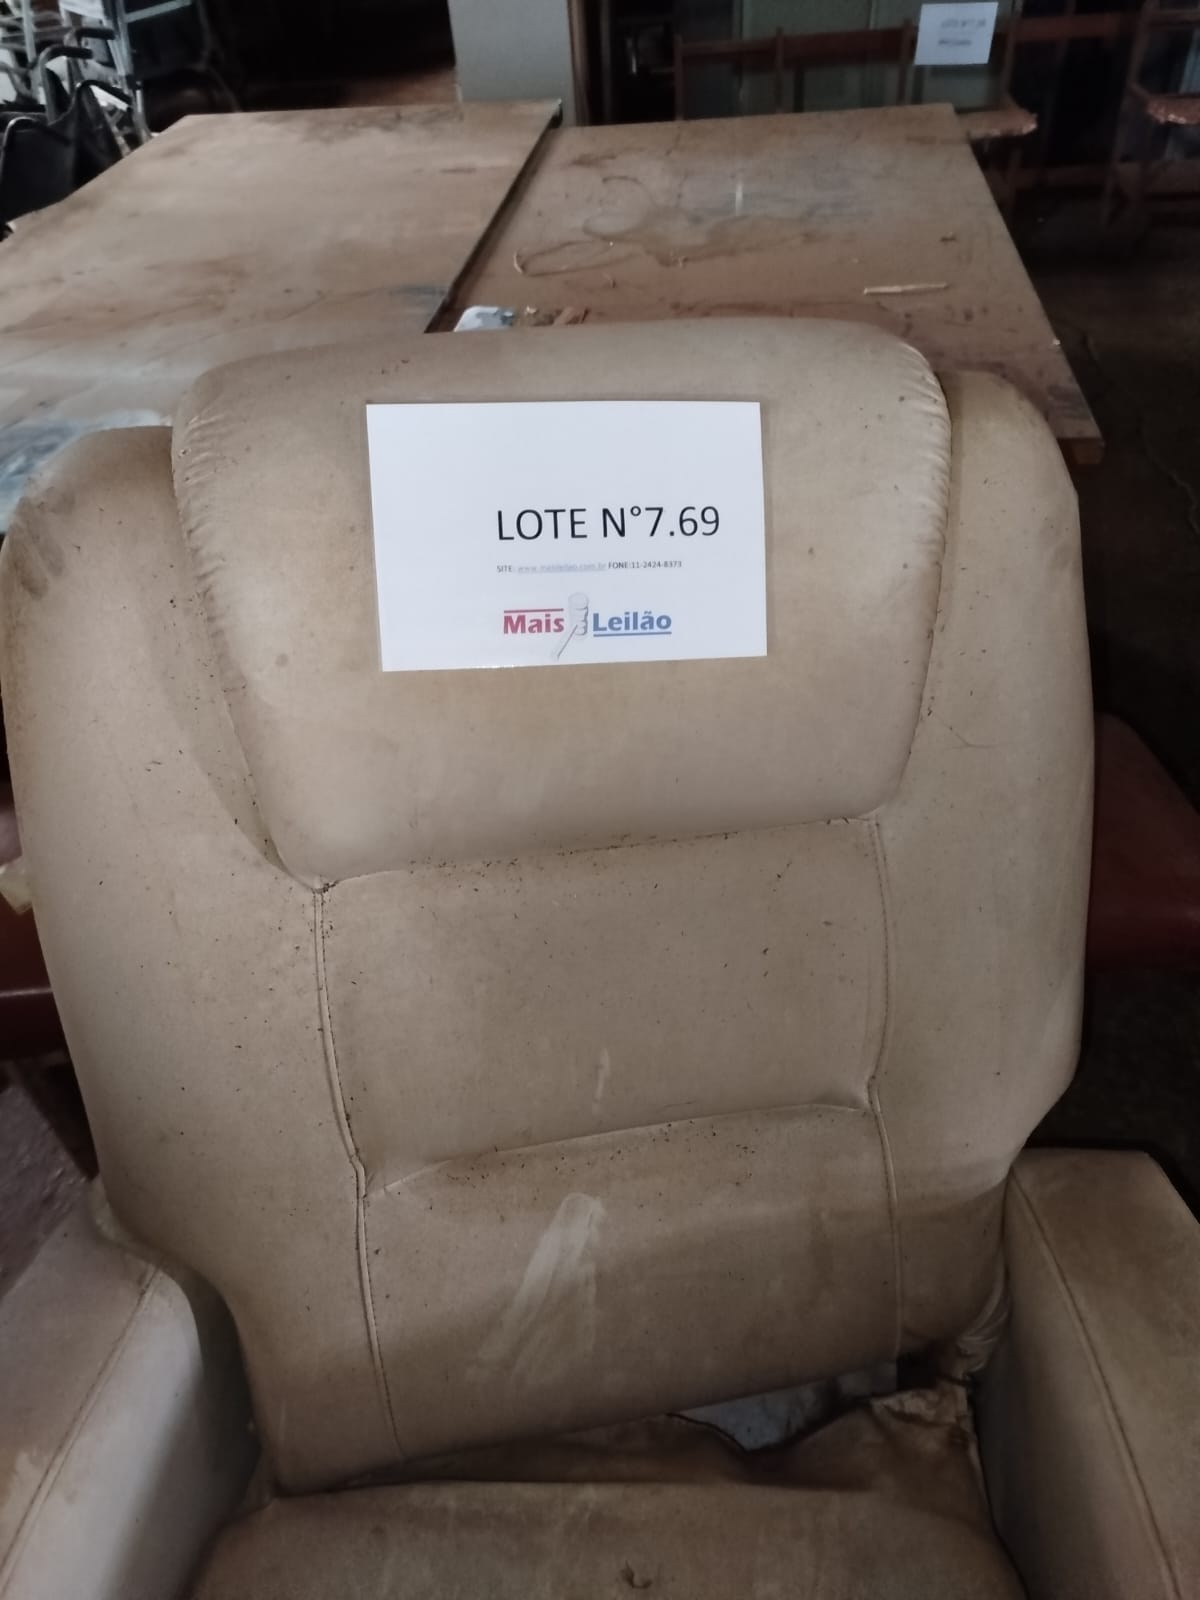 LOTE N°7.69
SITE: www.maisleilao.com.br FONE:11-2424-8373
Mais Leilão